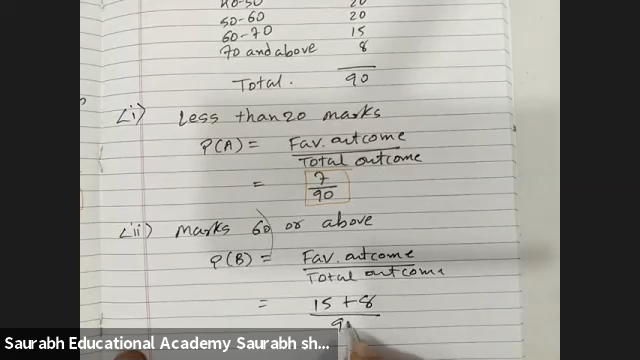 40-50 20
50-60 20
60-70 15
70 and above 8
Total. 90
(i) Less than 20 marks
P(A) = Fav. outcome
Total outcome
= 7
90
(ii) Marks 60 or above
P(B) = Fav. outcome
Total outcome
= 15 + 8
9
Saurabh Educational Academy Saurabh sh...